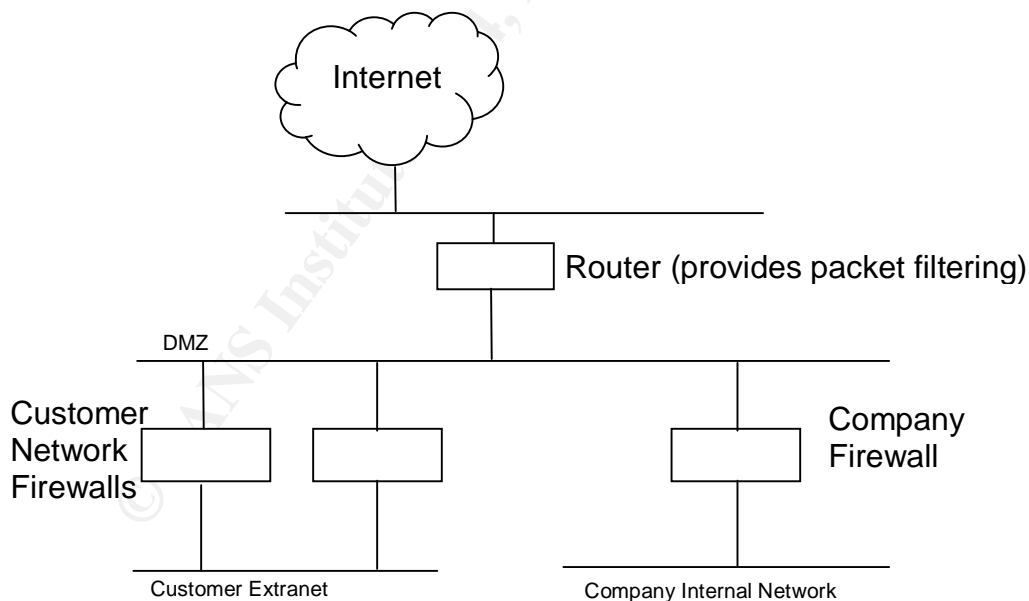 Internet
Router (provides packet filtering)
DMZ
Customer
Network
Firewalls
Company
Firewall
Customer Extranet
Company Internal Network